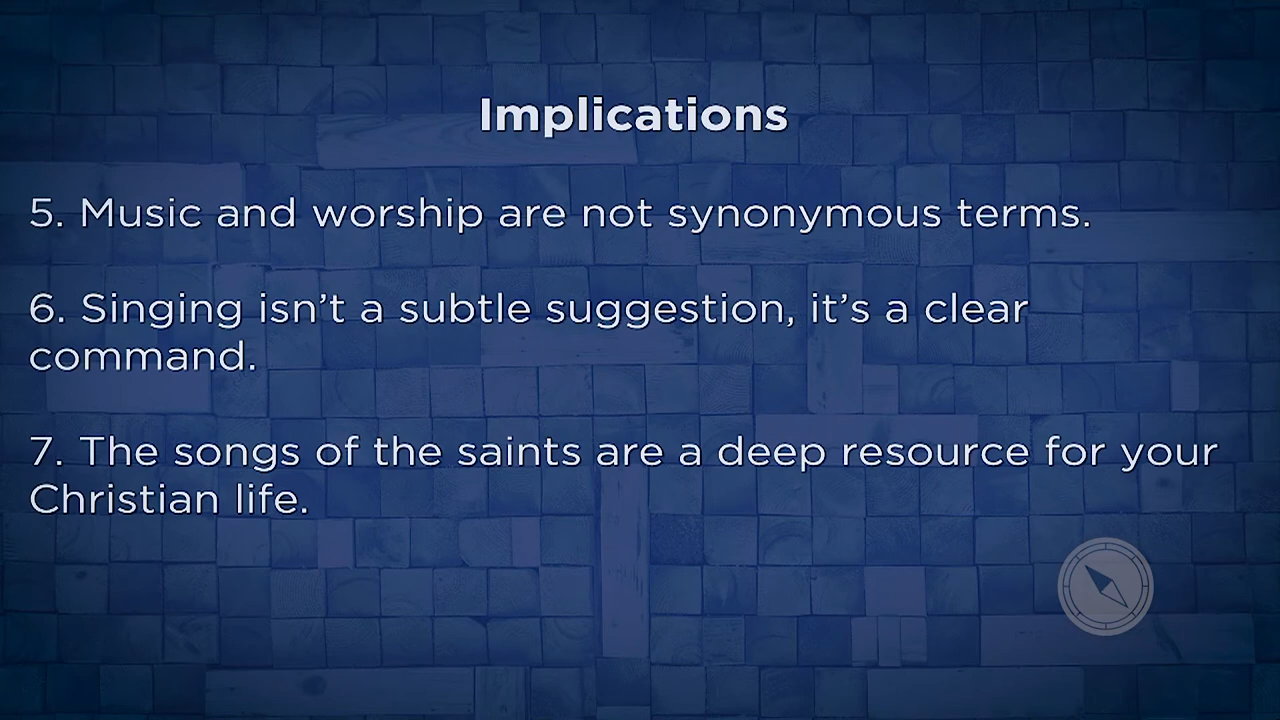 Implications
5. Music and worship are not synonymous terms.
6. Singing isn’t a subtle suggestion, it’s a clear
command.
7. The songs of the saints are a deep resource for your
Christian life.